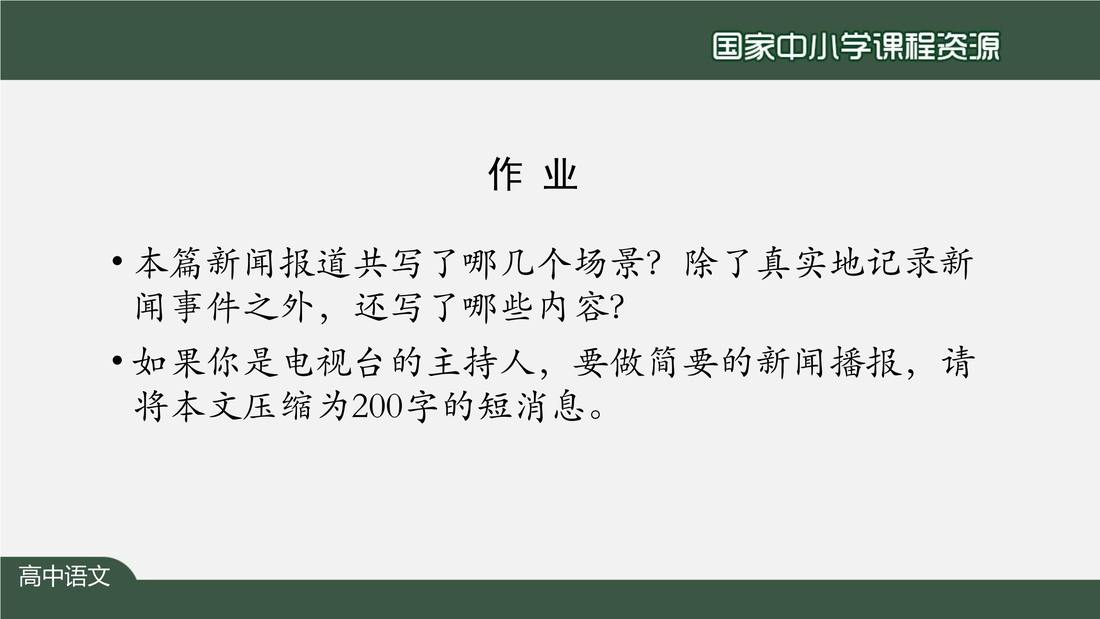 国家中小学课程资源
作 业
• 本篇新闻报道共写了哪几个场景？除了真实地记录新
闻事件之外，还写了哪些内容？
• 如果你是电视台的主持人，要做简要的新闻播报，请
将本文压缩为200字的短消息。
高中语文